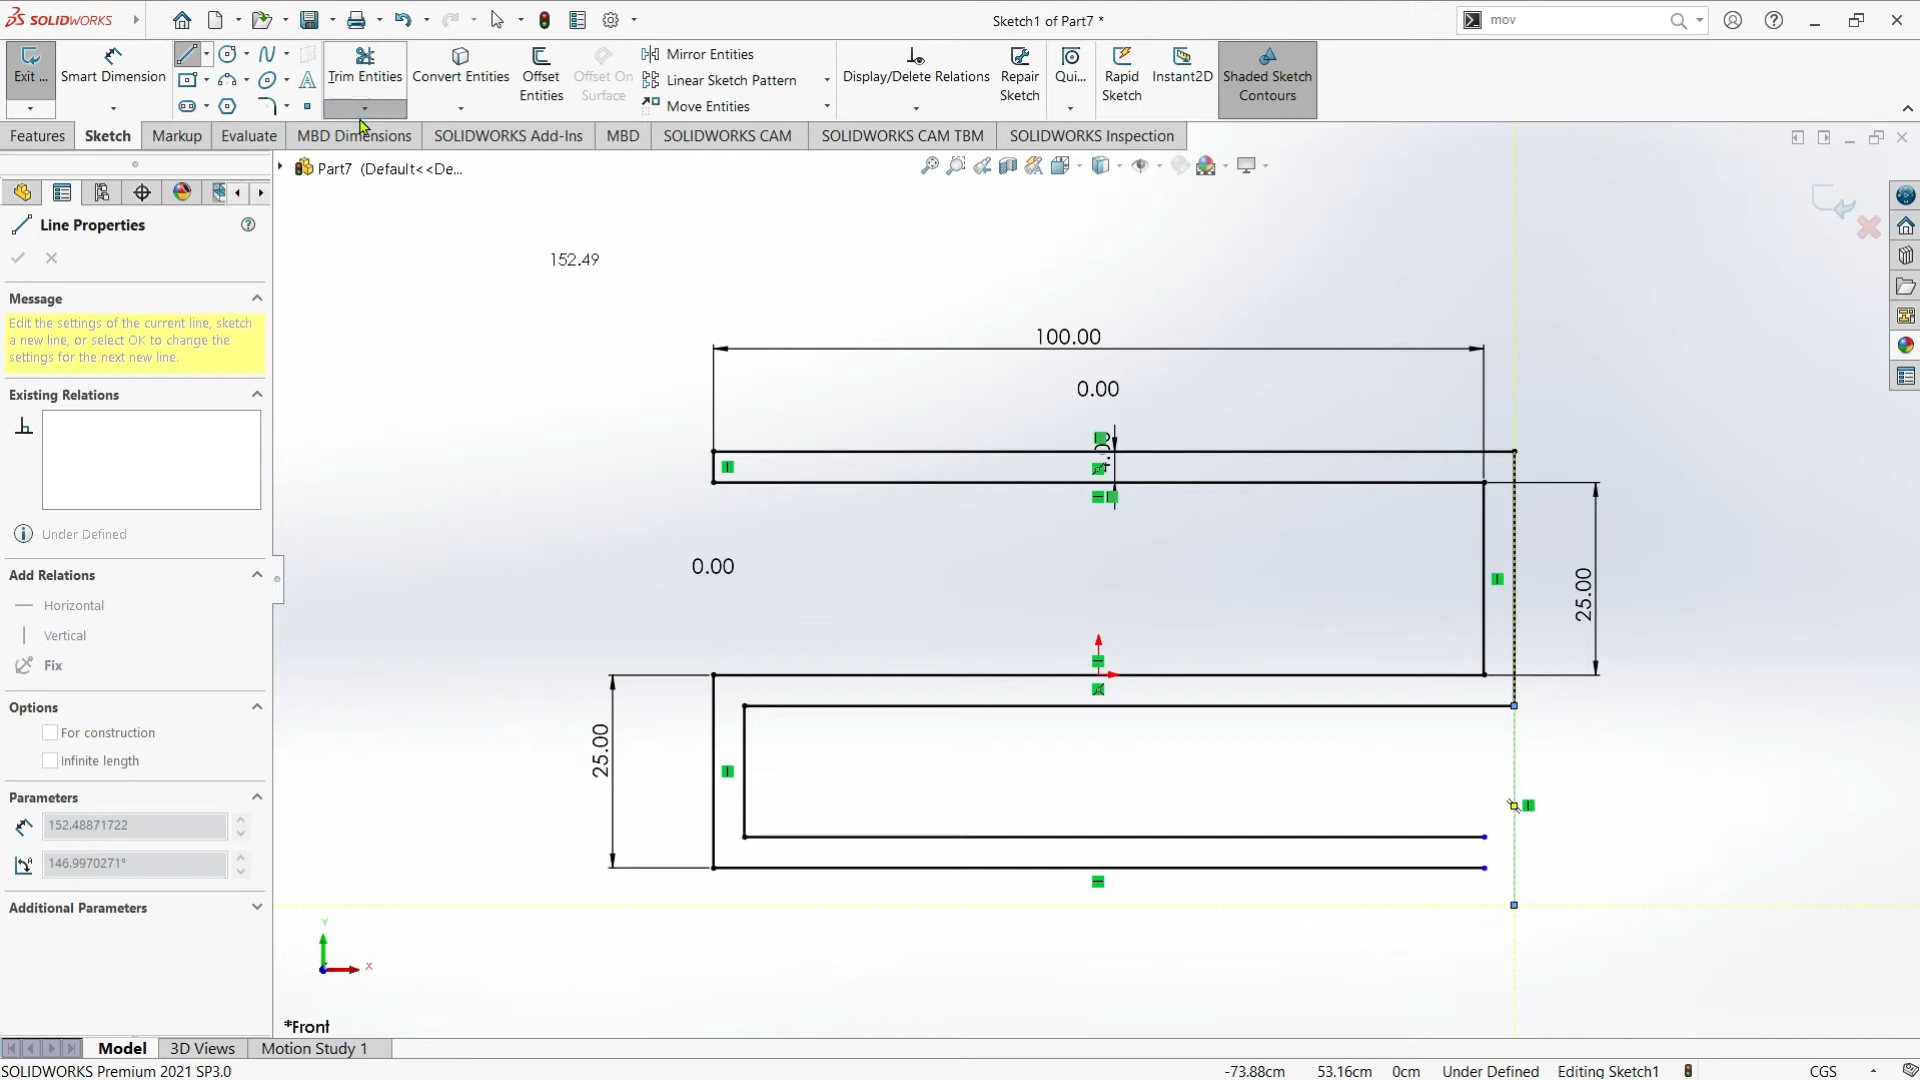 SOLIDWORKS
Sketch1 of Part7 *
mov
Exit ...
Smart Dimension
Trim Entities
Convert Entities
Offset Entities
Offset On Surface
Mirror Entities
Linear Sketch Pattern
Move Entities
Display/Delete Relations
Repair Sketch
Qui...
Rapid Sketch
Instant2D
Shaded Sketch Contours
Features
Sketch
Markup
Evaluate
MBD Dimensions
SOLIDWORKS Add-Ins
MBD
SOLIDWORKS CAM
SOLIDWORKS CAM TBM
SOLIDWORKS Inspection
Part7 (Default<<De...
Line Properties
Message
Edit the settings of the current line, sketch
a new line, or select OK to change the
settings for the next new line.
Existing Relations
Under Defined
Add Relations
Horizontal
Vertical
Fix
Options
For construction
Infinite length
Parameters
152.48871722
146.9970271°
Additional Parameters
152.49
100.00
0.00
0.00
25.00
25.00
Y
X
*Front
Model
3D Views
Motion Study 1
SOLIDWORKS Premium 2021 SP3.0
-73.88cm
53.16cm
0cm
Under Defined
Editing Sketch1
CGS